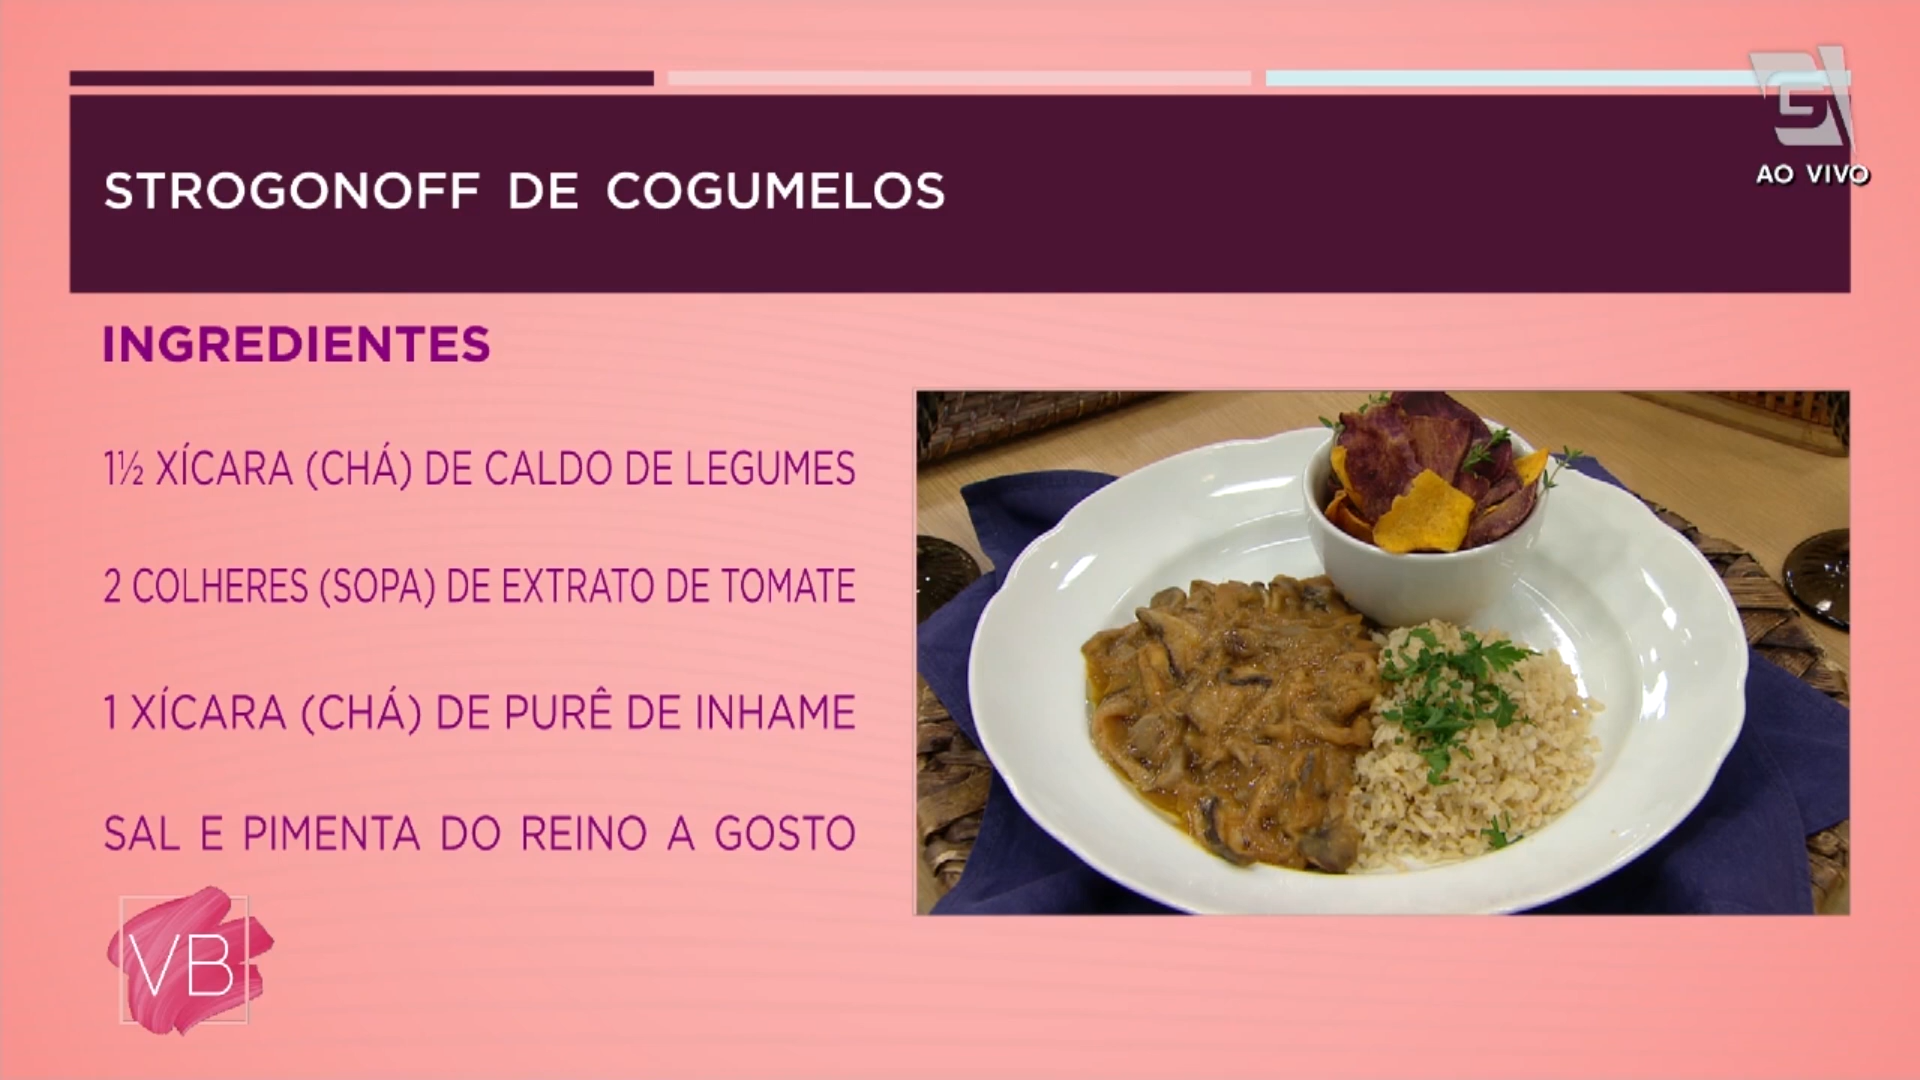 STROGONOFF DE COGUMELOS
AO VIVO
INGREDIENTES
1½ XÍCARA (CHÁ) DE CALDO DE LEGUMES
2 COLHERES (SOPA) DE EXTRATO DE TOMATE
1 XÍCARA (CHÁ) DE PURÊ DE INHAME
SAL E PIMENTA DO REINO A GOSTO
VB